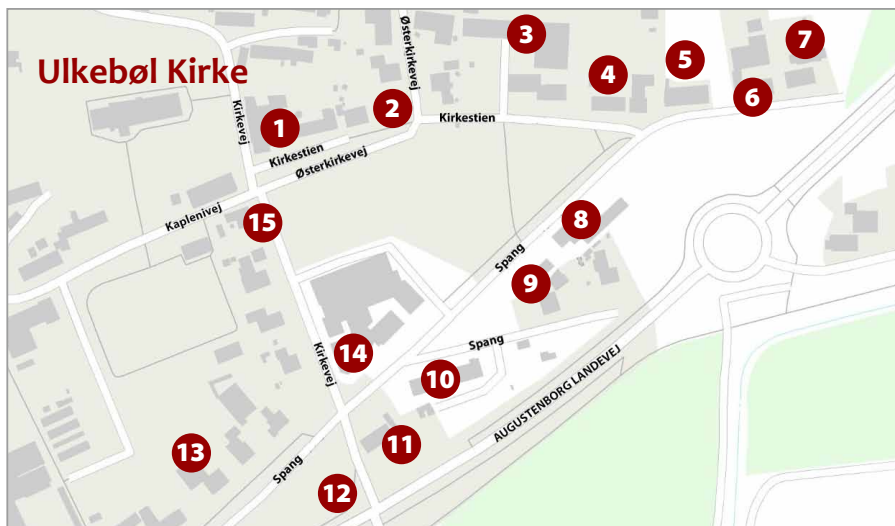 Ulkebøl Kirke
Østerkirkevej
3
7
5
4
6
2
Kirkevej
1
Kirkestien
Kirkestien
Østerkirkevej
Kaplenivej
15
8
Spang
9
Kirkevej
Spang
14
10
AUGUSTENBORG LANDEVEJ
11
13
Spang
12